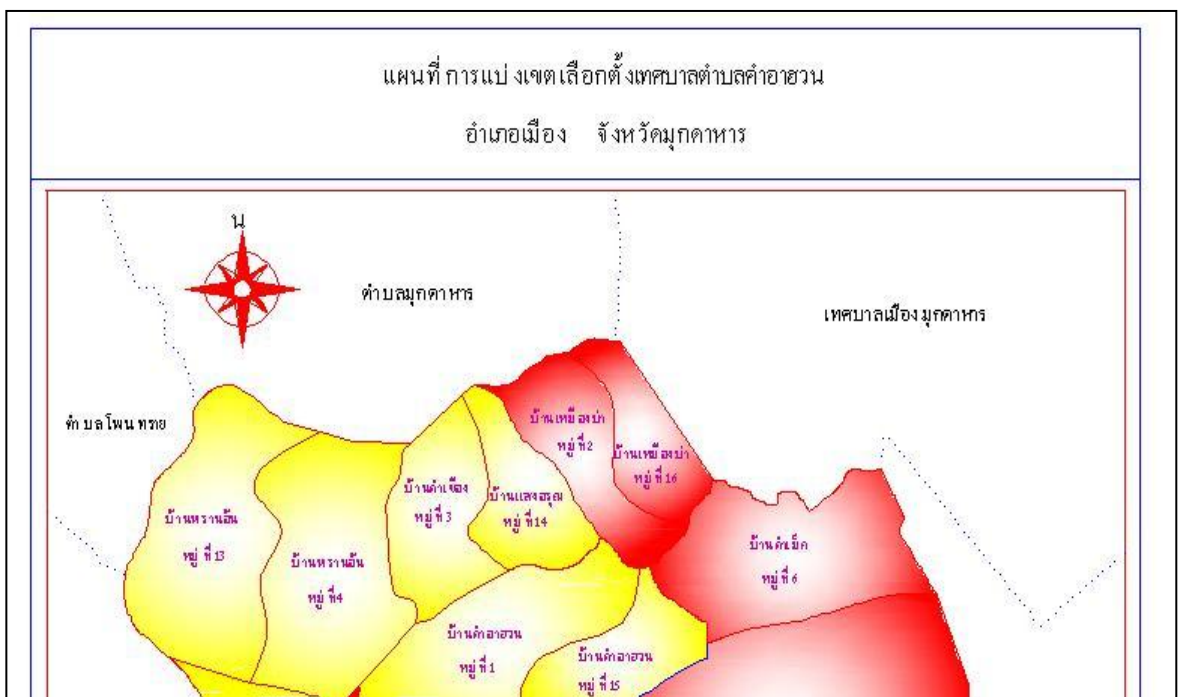 แผนที่ การแบ่งเขตเลือกตั้งเทศบาลตำบลคำอาฮวน
อำเภอเมือง จังหวัดมุกดาหาร
น
ตำบลมุกดาหาร
เทศบาลเมืองมุกดาหาร
ตำบลโพนทราย
บ้านเหมืองบ่า
หมู่ที่ 2
บ้านเหมืองบ่า
หมู่ที่ 16
บ้านคำเขือง
หมู่ที่ 3
บ้านแสงอรุณ
หมู่ที่ 14
บ้านหรานอ้น
หมู่ที่ 13
บ้านหรานอ้น
หมู่ที่ 4
บ้านคำเม็ก
หมู่ที่ 6
บ้านคำอาฮวน
หมู่ที่ 1
บ้านคำอาฮวน
หมู่ที่ 15